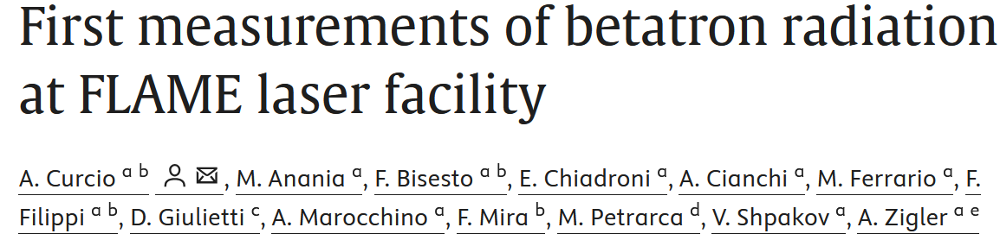 First measurements of betatron radiation
at FLAME laser facility
A. Curcio a b , M. Anania a, F. Bisesto a b, E. Chiadroni a, A. Cianchi a, M. Ferrario a, F.
Filippi a b, D. Giulietti c, A. Marocchino a, F. Mira b, M. Petrarca d, V. Shpakov a, A. Zigler a e